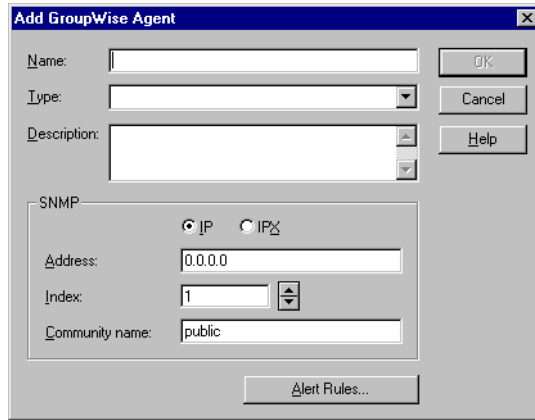 Add GroupWise Agent
Name:
OK
Type:
Cancel
Description:
Help
SNMP
IP IPX
Address: 0.0.0.0
Index: 1
Community name: public
Alert Rules...